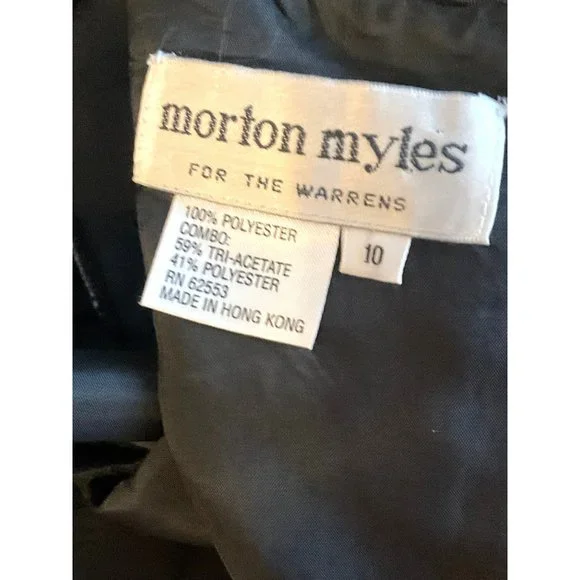 morton myles
FOR THE WARRENS
100% POLYESTER
COMBO:
59% TRI-ACETATE
41% POLYESTER
RN 62553
MADE IN HONG KONG
10